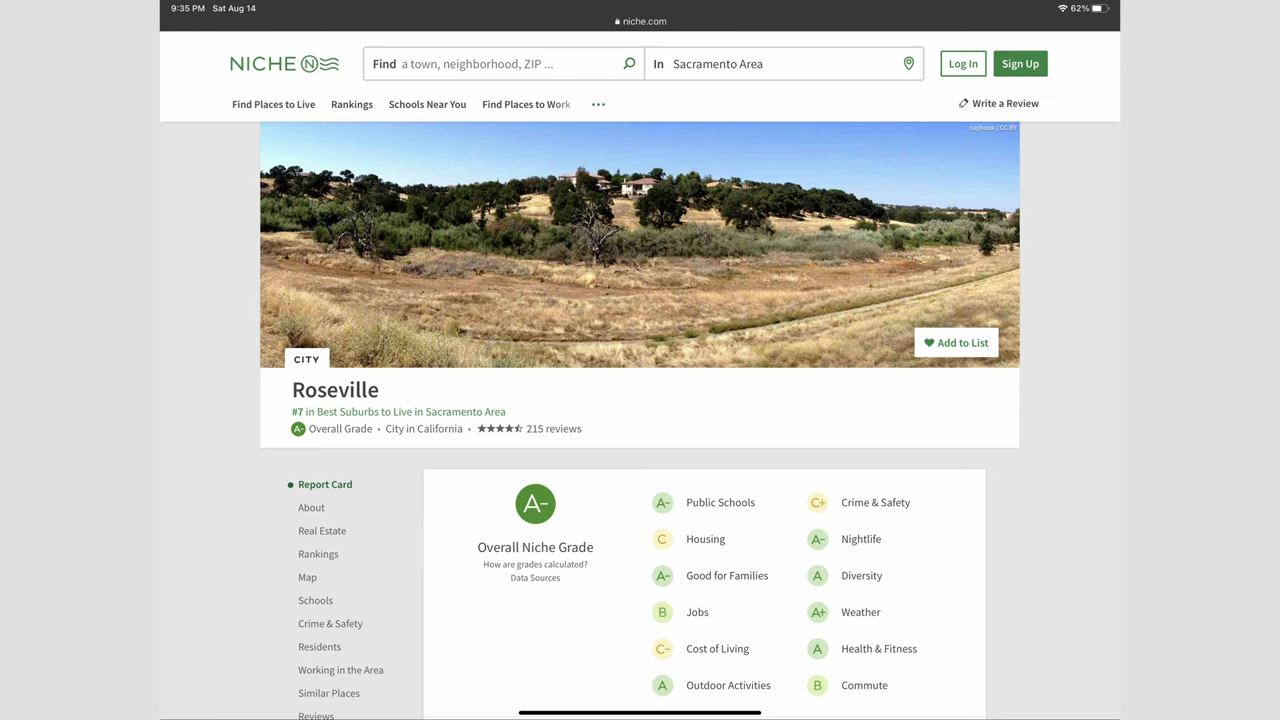 9:35 PM Sat Aug 14
62%
niche.com
NICHE N
Find a town, neighborhood, ZIP ...
In Sacramento Area
Log In
Sign Up
Find Places to Live
Rankings
Schools Near You
Find Places to Work
•••
Write a Review
raybouk / CC BY
Add to List
CITY
Roseville
#7 in Best Suburbs to Live in Sacramento Area
A- Overall Grade • City in California • 215 reviews
Report Card
About
Real Estate
Rankings
Map
Schools
Crime & Safety
Residents
Working in the Area
Similar Places
Reviews
A-
Overall Niche Grade
How are grades calculated?
Data Sources
A- Public Schools
C Housing
A- Good for Families
B Jobs
C- Cost of Living
A Outdoor Activities
C+ Crime & Safety
A- Nightlife
A Diversity
A+ Weather
A Health & Fitness
B Commute